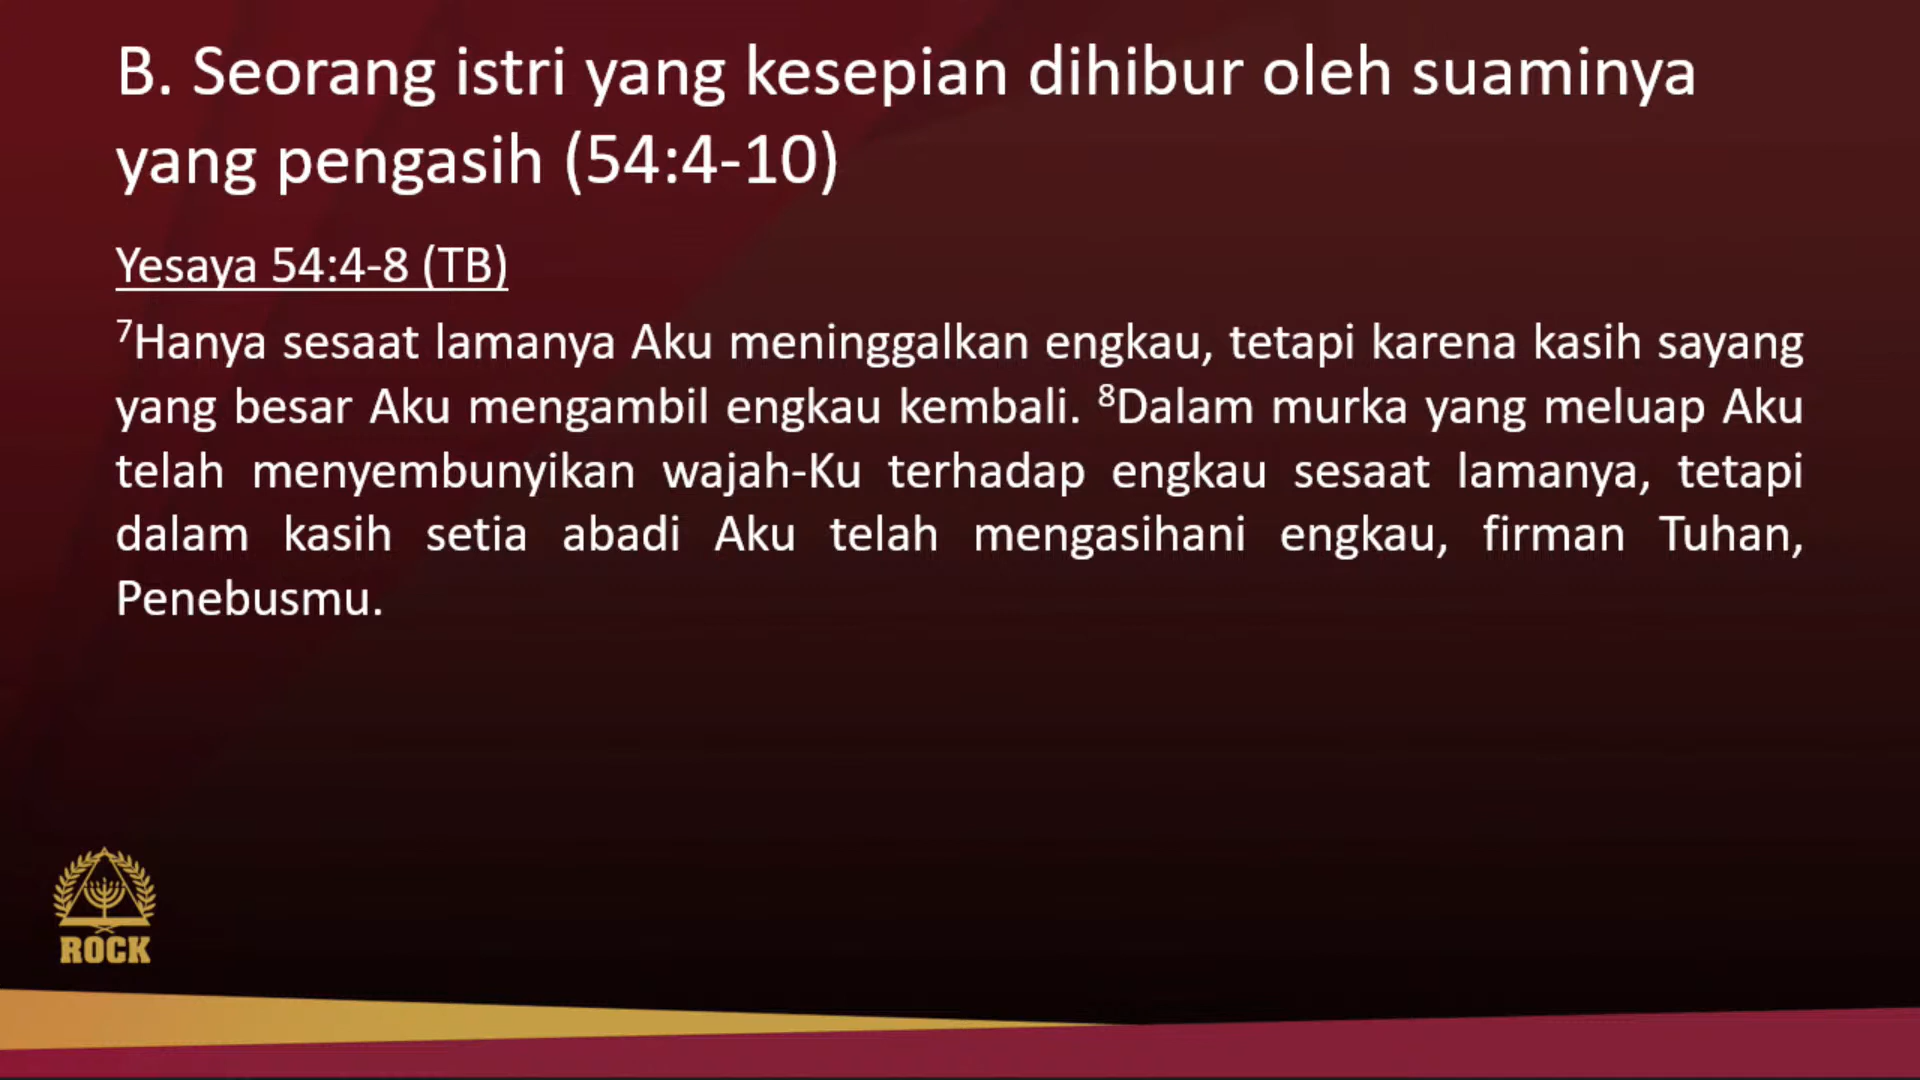 B. Seorang istri yang kesepian dihibur oleh suaminya
yang pengasih (54:4-10)
Yesaya 54:4-8 (TB)
⁷Hanya sesaat lamanya Aku meninggalkan engkau, tetapi karena kasih sayang
yang besar Aku mengambil engkau kembali. ⁸Dalam murka yang meluap Aku
telah menyembunyikan wajah-Ku terhadap engkau sesaat lamanya, tetapi
dalam kasih setia abadi Aku telah mengasihani engkau, firman Tuhan,
Penebusmu.
ROCK